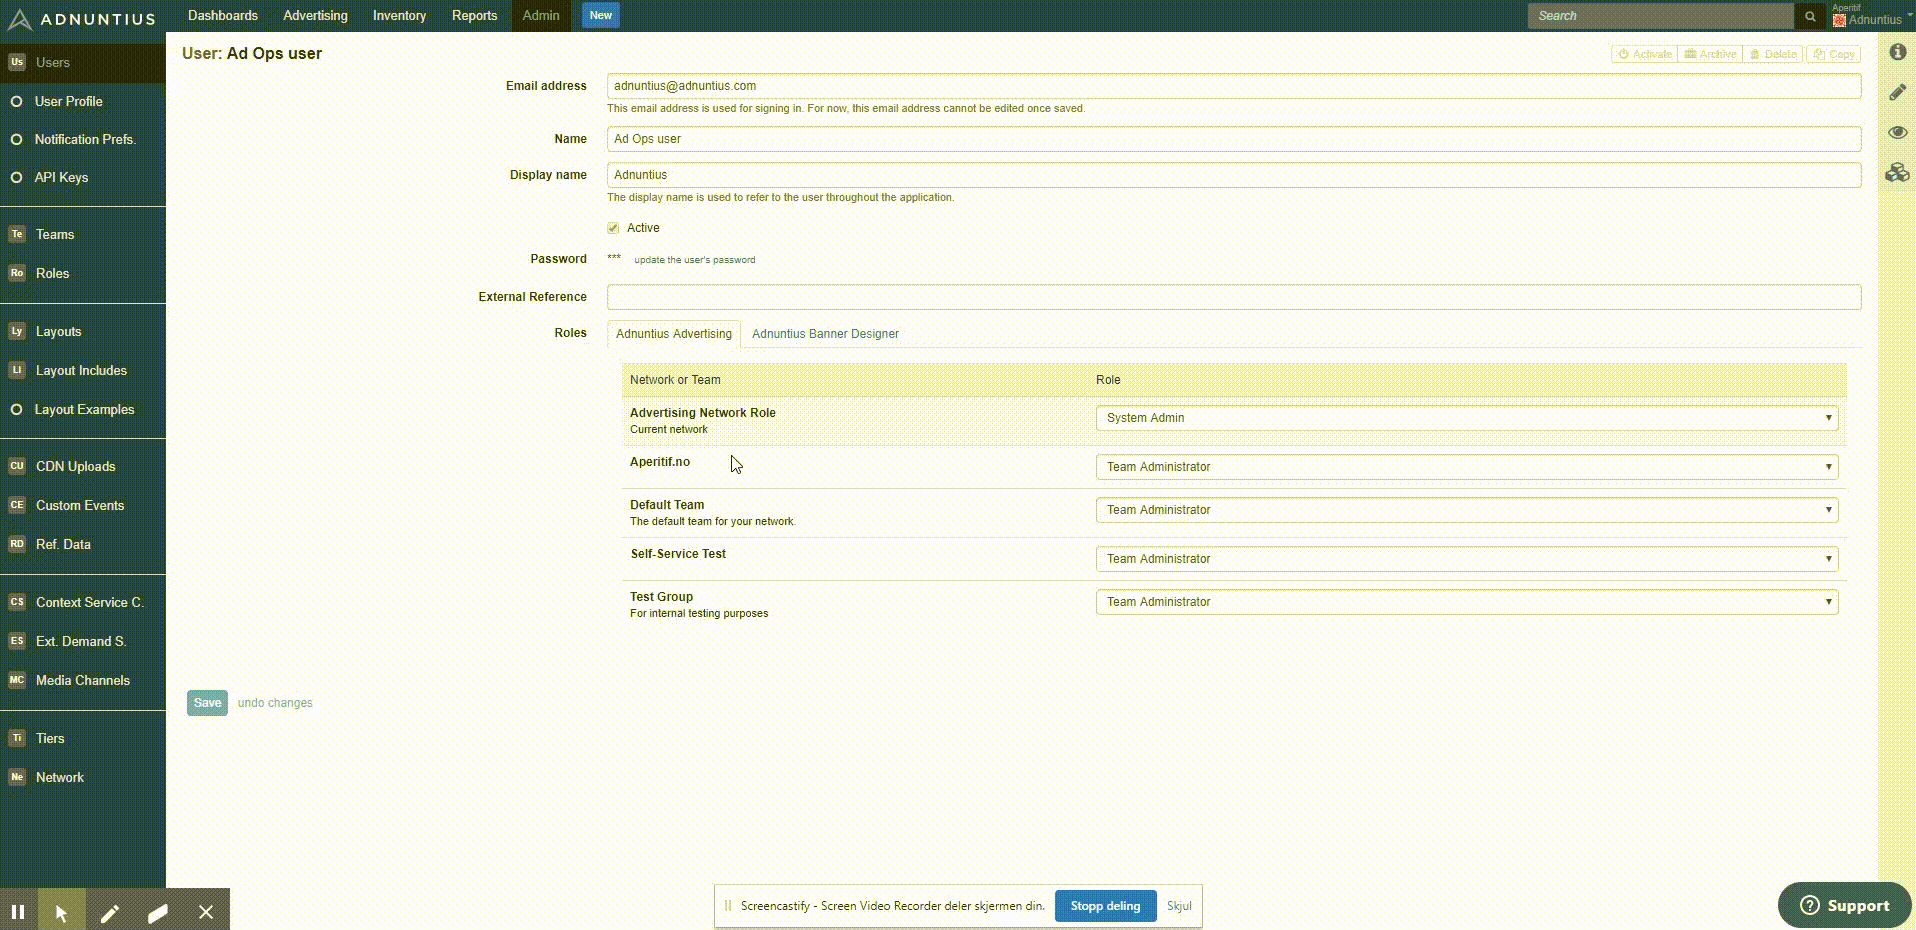 ADNUNTIUS
Dashboards Advertising Inventory Reports Admin New
Search
Aperitif
Adnuntius
Us Users
User Profile
Notification Prefs.
API Keys
Te Teams
Ro Roles
Ly Layouts
LI Layout Includes
Layout Examples
CU CDN Uploads
CE Custom Events
RD Ref. Data
CS Context Service C.
ES Ext. Demand S.
MC Media Channels
Ti Tiers
Ne Network
User: Ad Ops user
Activate Archive Delete Copy
Email address adnuntius@adnuntius.com
This email address is used for signing in. For now, this email address cannot be edited once saved.
Name Ad Ops user
Display name Adnuntius
The display name is used to refer to the user throughout the application.
Active
Password *** update the user's password
External Reference
Roles Adnuntius Advertising Adnuntius Banner Designer
Network or Team Role
Advertising Network Role System Admin
Current network
Aperitif.no Team Administrator
Default Team Team Administrator
The default team for your network.
Self-Service Test Team Administrator
Test Group Team Administrator
For internal testing purposes
Save undo changes
Screencastify - Screen Video Recorder deler skjermen din. Stopp deling Skjul
Support